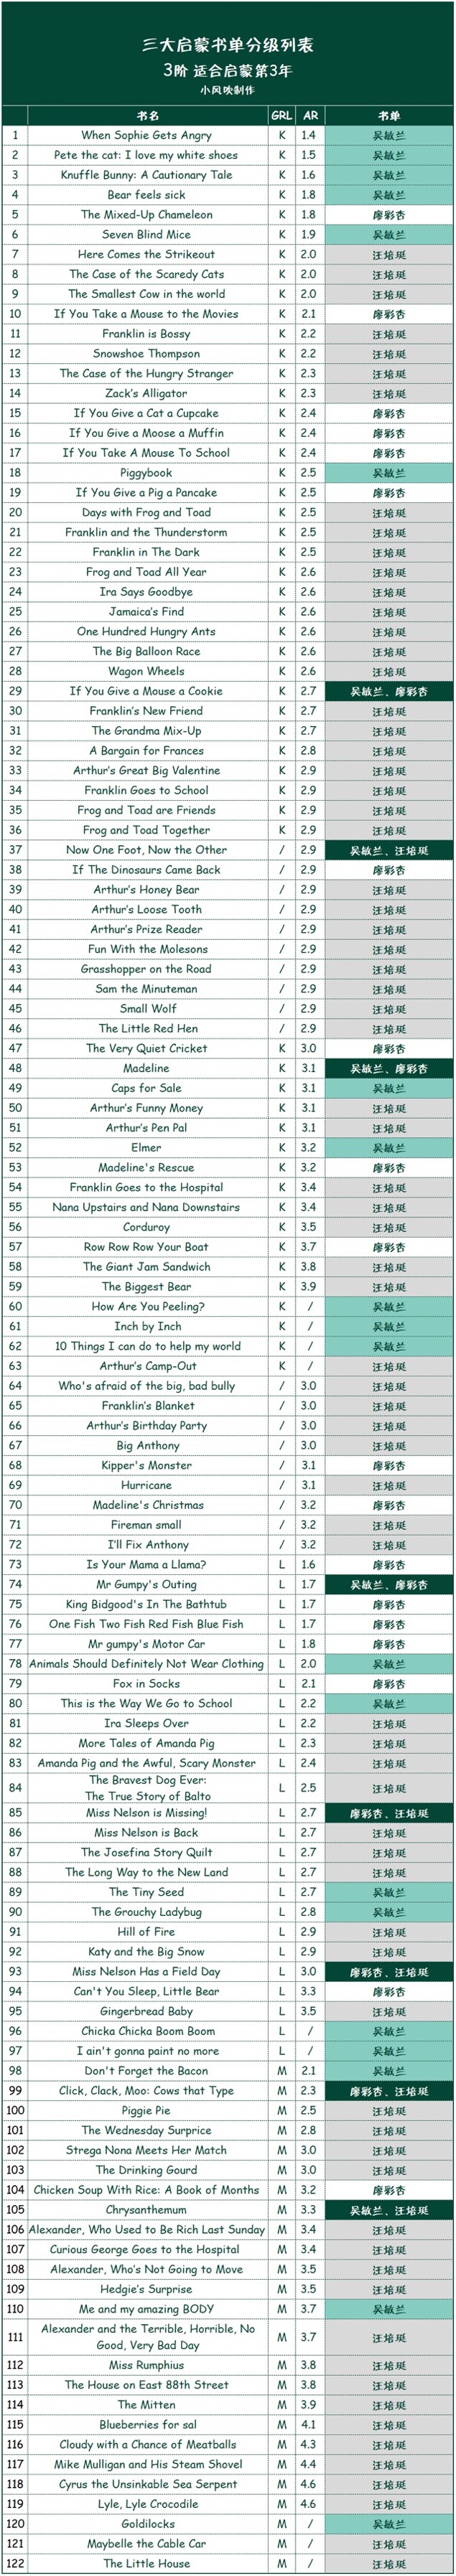 三大启蒙书单分级列表
3阶 适合启蒙第3年
小风吹制作
书名 GRL AR 书单
1 When Sophie Gets Angry K 1.4 吴敏兰
2 Pete the cat: I love my white shoes K 1.5 吴敏兰
3 Knuffle Bunny: A Cautionary Tale K 1.6 吴敏兰
4 Bear feels sick K 1.8 吴敏兰
5 The Mixed-Up Chameleon K 1.8 廖彩杏
6 Seven Blind Mice K 1.9 吴敏兰
7 Here Comes the Strikeout K 2.0 汪培珽
8 The Case of the Scaredy Cats K 2.0 汪培珽
9 The Smallest Cow in the world K 2.0 汪培珽
10 If You Take a Mouse to the Movies K 2.1 廖彩杏
11 Franklin is Bossy K 2.2 汪培珽
12 Snowshoe Thompson K 2.2 汪培珽
13 The Case of the Hungry Stranger K 2.3 汪培珽
14 Zack's Alligator K 2.3 汪培珽
15 If You Give a Cat a Cupcake K 2.4 廖彩杏
16 If You Give a Moose a Muffin K 2.4 廖彩杏
17 If You Take A Mouse To School K 2.4 廖彩杏
18 Piggybook K 2.5 吴敏兰
19 If You Give a Pig a Pancake K 2.5 廖彩杏
20 Days with Frog and Toad K 2.5 汪培珽
21 Franklin and the Thunderstorm K 2.5 汪培珽
22 Franklin in The Dark K 2.5 汪培珽
23 Frog and Toad All Year K 2.6 汪培珽
24 Ira Says Goodbye K 2.6 汪培珽
25 Jamaica's Find K 2.6 汪培珽
26 One Hundred Hungry Ants K 2.6 汪培珽
27 The Big Balloon Race K 2.6 汪培珽
28 Wagon Wheels K 2.6 汪培珽
29 If You Give a Mouse a Cookie K 2.7 吴敏兰、廖彩杏
30 Franklin's New Friend K 2.7 汪培珽
31 The Grandma Mix-Up K 2.7 汪培珽
32 A Bargain for Frances K 2.8 汪培珽
33 Arthur's Great Big Valentine K 2.9 汪培珽
34 Franklin Goes to School K 2.9 汪培珽
35 Frog and Toad are Friends K 2.9 汪培珽
36 Frog and Toad Together K 2.9 汪培珽
37 Now One Foot, Now the Other / 2.9 吴敏兰、汪培珽
38 If The Dinosaurs Came Back / 2.9 廖彩杏
39 Arthur's Honey Bear / 2.9 汪培珽
40 Arthur's Loose Tooth / 2.9 汪培珽
41 Arthur's Prize Reader / 2.9 汪培珽
42 Fun With the Molesons / 2.9 汪培珽
43 Grasshopper on the Road / 2.9 汪培珽
44 Sam the Minuteman / 2.9 汪培珽
45 Small Wolf / 2.9 汪培珽
46 The Little Red Hen / 2.9 汪培珽
47 The Very Quiet Cricket K 3.0 廖彩杏
48 Madeline K 3.1 吴敏兰、廖彩杏
49 Caps for Sale K 3.1 吴敏兰
50 Arthur's Funny Money K 3.1 汪培珽
51 Arthur's Pen Pal K 3.1 汪培珽
52 Elmer K 3.2 吴敏兰
53 Madeline's Rescue K 3.2 廖彩杏
54 Franklin Goes to the Hospital K 3.4 汪培珽
55 Nana Upstairs and Nana Downstairs K 3.4 汪培珽
56 Corduroy K 3.5 汪培珽
57 Row Row Row Your Boat K 3.7 廖彩杏
58 The Giant Jam Sandwich K 3.8 汪培珽
59 The Biggest Bear K 3.9 汪培珽
60 How Are You Peeling? K / 吴敏兰
61 Inch by Inch K / 吴敏兰
62 10 Things I can do to help my world K / 吴敏兰
63 Arthur's Camp-Out K / 汪培珽
64 Who's afraid of the big, bad bully / 3.0 汪培珽
65 Franklin's Blanket / 3.0 汪培珽
66 Arthur's Birthday Party / 3.0 汪培珽
67 Big Anthony / 3.0 汪培珽
68 Kipper's Monster / 3.1 廖彩杏
69 Hurricane / 3.1 汪培珽
70 Madeline's Christmas / 3.2 廖彩杏
71 Fireman small / 3.2 汪培珽
72 I'll Fix Anthony / 3.2 汪培珽
73 Is Your Mama a Llama? L 1.6 廖彩杏
74 Mr Gumpy's Outing L 1.7 吴敏兰、廖彩杏
75 King Bidgood's In The Bathtub L 1.7 廖彩杏
76 One Fish Two Fish Red Fish Blue Fish L 1.7 廖彩杏
77 Mr gumpy's Motor Car L 1.8 廖彩杏
78 Animals Should Definitely Not Wear Clothing L 2.0 吴敏兰
79 Fox in Socks L 2.1 廖彩杏
80 This is the Way We Go to School L 2.2 吴敏兰
81 Ira Sleeps Over L 2.2 汪培珽
82 More Tales of Amanda Pig L 2.3 汪培珽
83 Amanda Pig and the Awful, Scary Monster L 2.4 汪培珽
84 The Bravest Dog Ever:
The True Story of Balto L 2.5 汪培珽
85 Miss Nelson is Missing! L 2.7 廖彩杏、汪培珽
86 Miss Nelson is Back L 2.7 汪培珽
87 The Josefina Story Quilt L 2.7 汪培珽
88 The Long Way to the New Land L 2.7 汪培珽
89 The Tiny Seed L 2.7 吴敏兰
90 The Grouchy Ladybug L 2.8 吴敏兰
91 Hill of Fire L 2.9 汪培珽
92 Katy and the Big Snow L 2.9 汪培珽
93 Miss Nelson Has a Field Day L 3.0 廖彩杏、汪培珽
94 Can't You Sleep, Little Bear L 3.3 廖彩杏
95 Gingerbread Baby L 3.5 汪培珽
96 Chicka Chicka Boom Boom L / 吴敏兰
97 I ain't gonna paint no more L / 吴敏兰
98 Don't Forget the Bacon M 2.1 吴敏兰
99 Click, Clack, Moo: Cows that Type M 2.3 廖彩杏、汪培珽
100 Piggie Pie M 2.5 汪培珽
101 The Wednesday Surprice M 2.8 汪培珽
102 Strega Nona Meets Her Match M 3.0 汪培珽
103 The Drinking Gourd M 3.0 汪培珽
104 Chicken Soup With Rice: A Book of Months M 3.2 廖彩杏
105 Chrysanthemum M 3.3 吴敏兰、汪培珽
106 Alexander, Who Used to Be Rich Last Sunday M 3.4 汪培珽
107 Curious George Goes to the Hospital M 3.4 汪培珽
108 Alexander, Who's Not Going to Move M 3.5 汪培珽
109 Hedgie's Surprise M 3.5 汪培珽
110 Me and my amazing BODY M 3.7 吴敏兰
111 Alexander and the Terrible, Horrible, No
Good, Very Bad Day M 3.7 汪培珽
112 Miss Rumphius M 3.8 汪培珽
113 The House on East 88th Street M 3.8 汪培珽
114 The Mitten M 3.9 汪培珽
115 Blueberries for sal M 4.1 汪培珽
116 Cloudy with a Chance of Meatballs M 4.3 汪培珽
117 Mike Mulligan and His Steam Shovel M 4.4 汪培珽
118 Cyrus the Unsinkable Sea Serpent M 4.6 汪培珽
119 Lyle, Lyle Crocodile M 4.6 汪培珽
120 Goldilocks M / 吴敏兰
121 Maybelle the Cable Car M / 汪培珽
122 The Little House M / 汪培珽